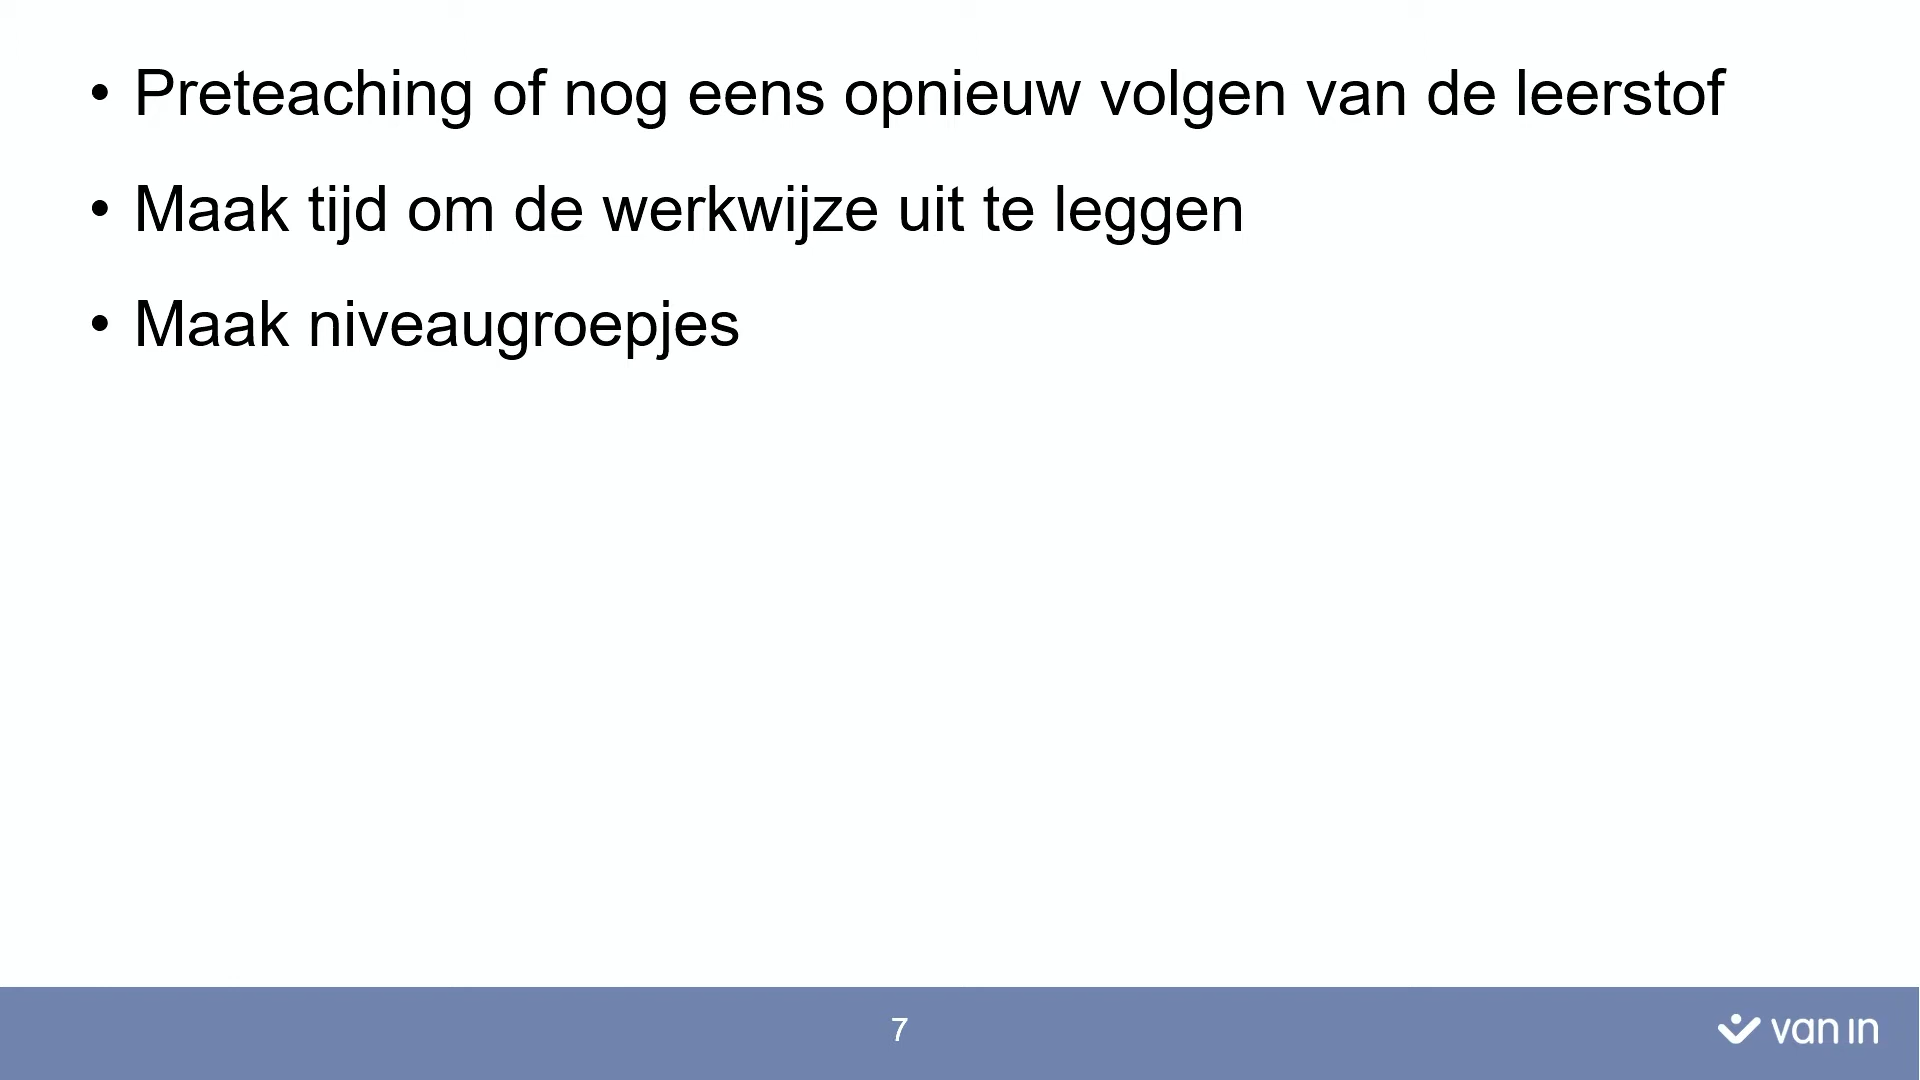 • Preteaching of nog eens opnieuw volgen van de leerstof
• Maak tijd om de werkwijze uit te leggen
• Maak niveaugroepjes
7
van in